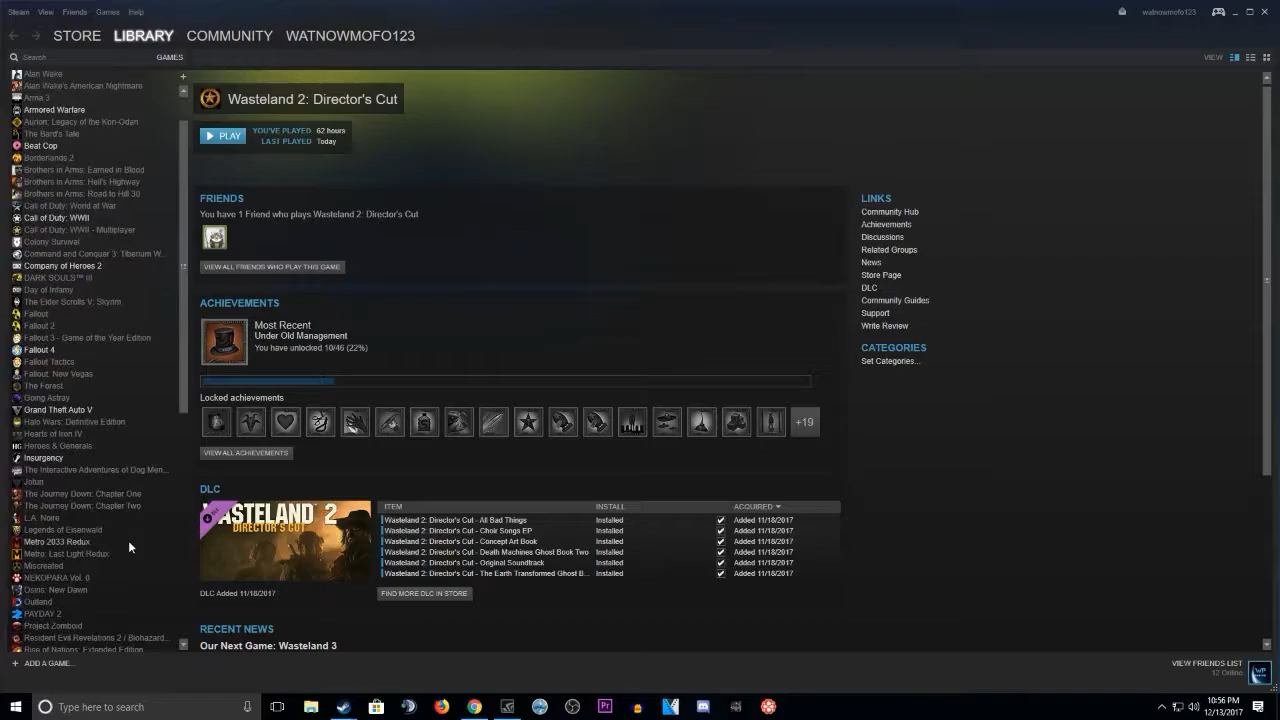 Steam View Friends Games Help
watnowmofo123
STORE LIBRARY COMMUNITY WATNOWMOFO123
Search GAMES
VIEW
Alan Wake
Alan Wake's American Nightmare
Arma 3
Armored Warfare
Aurion: Legacy of the Kori-Odan
The Bard's Tale
Beat Cop
Borderlands 2
Brothers in Arms: Earned in Blood
Brothers in Arms: Hell's Highway
Brothers in Arms: Road to Hill 30
Call of Duty: World at War
Call of Duty: WWII
Call of Duty: WWII - Multiplayer
Colony Survival
Command and Conquer 3: Tiberium W...
Company of Heroes 2
DARK SOULS™ III
Day of Infamy
The Elder Scrolls V: Skyrim
Fallout
Fallout 2
Fallout 3 - Game of the Year Edition
Fallout 4
Fallout Tactics
Fallout: New Vegas
The Forest
Going Astray
Grand Theft Auto V
Halo Wars: Definitive Edition
Hearts of Iron IV
Heroes & Generals
Insurgency
The Interactive Adventures of Dog Men...
Jotun
The Journey Down: Chapter One
The Journey Down: Chapter Two
L.A. Noire
Legends of Eisenwald
Metro 2033 Redux
Metro: Last Light Redux
Miscreated
NEKOPARA Vol. 0
Osiris: New Dawn
Outland
PAYDAY 2
Project Zomboid
Resident Evil Revelations 2 / Biohazard...
Rise of Nations: Extended Edition
+ ADD A GAME...
Wasteland 2: Director's Cut
PLAY
YOU'VE PLAYED 62 hours
LAST PLAYED Today
FRIENDS
You have 1 Friend who plays Wasteland 2: Director's Cut
VIEW ALL FRIENDS WHO PLAY THIS GAME
ACHIEVEMENTS
Most Recent
Under Old Management
You have unlocked 10/46 (22%)
Locked achievements
+19
VIEW ALL ACHIEVEMENTS
DLC
WASTELAND 2
DIRECTOR'S CUT
DLC Added 11/18/2017
ITEM INSTALL ACQUIRED
Wasteland 2: Director's Cut - All Bad Things Installed Added 11/18/2017
Wasteland 2: Director's Cut - Choir Songs EP Installed Added 11/18/2017
Wasteland 2: Director's Cut - Concept Art Book Installed Added 11/18/2017
Wasteland 2: Director's Cut - Death Machines Ghost Book Two Installed Added 11/18/2017
Wasteland 2: Director's Cut - Original Soundtrack Installed Added 11/18/2017
Wasteland 2: Director's Cut - The Earth Transformed Ghost B... Installed Added 11/18/2017
FIND MORE DLC IN STORE
RECENT NEWS
Our Next Game: Wasteland 3
LINKS
Community Hub
Achievements
Discussions
Related Groups
News
Store Page
DLC
Community Guides
Support
Write Review
CATEGORIES
Set Categories...
VIEW FRIENDS LIST
12 Online
Type here to search
10:56 PM
12/13/2017